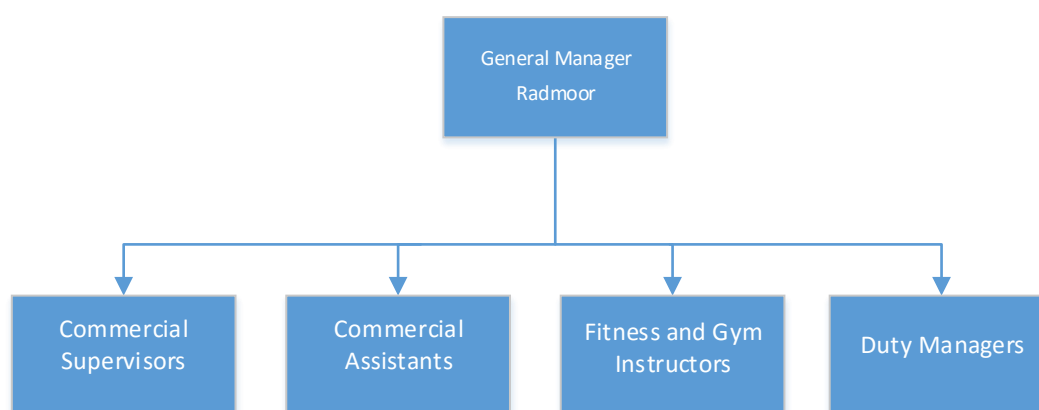 General Manager
Radmoor
Commercial
Supervisors
Commercial
Assistants
Fitness and Gym
Instructors
Duty Managers